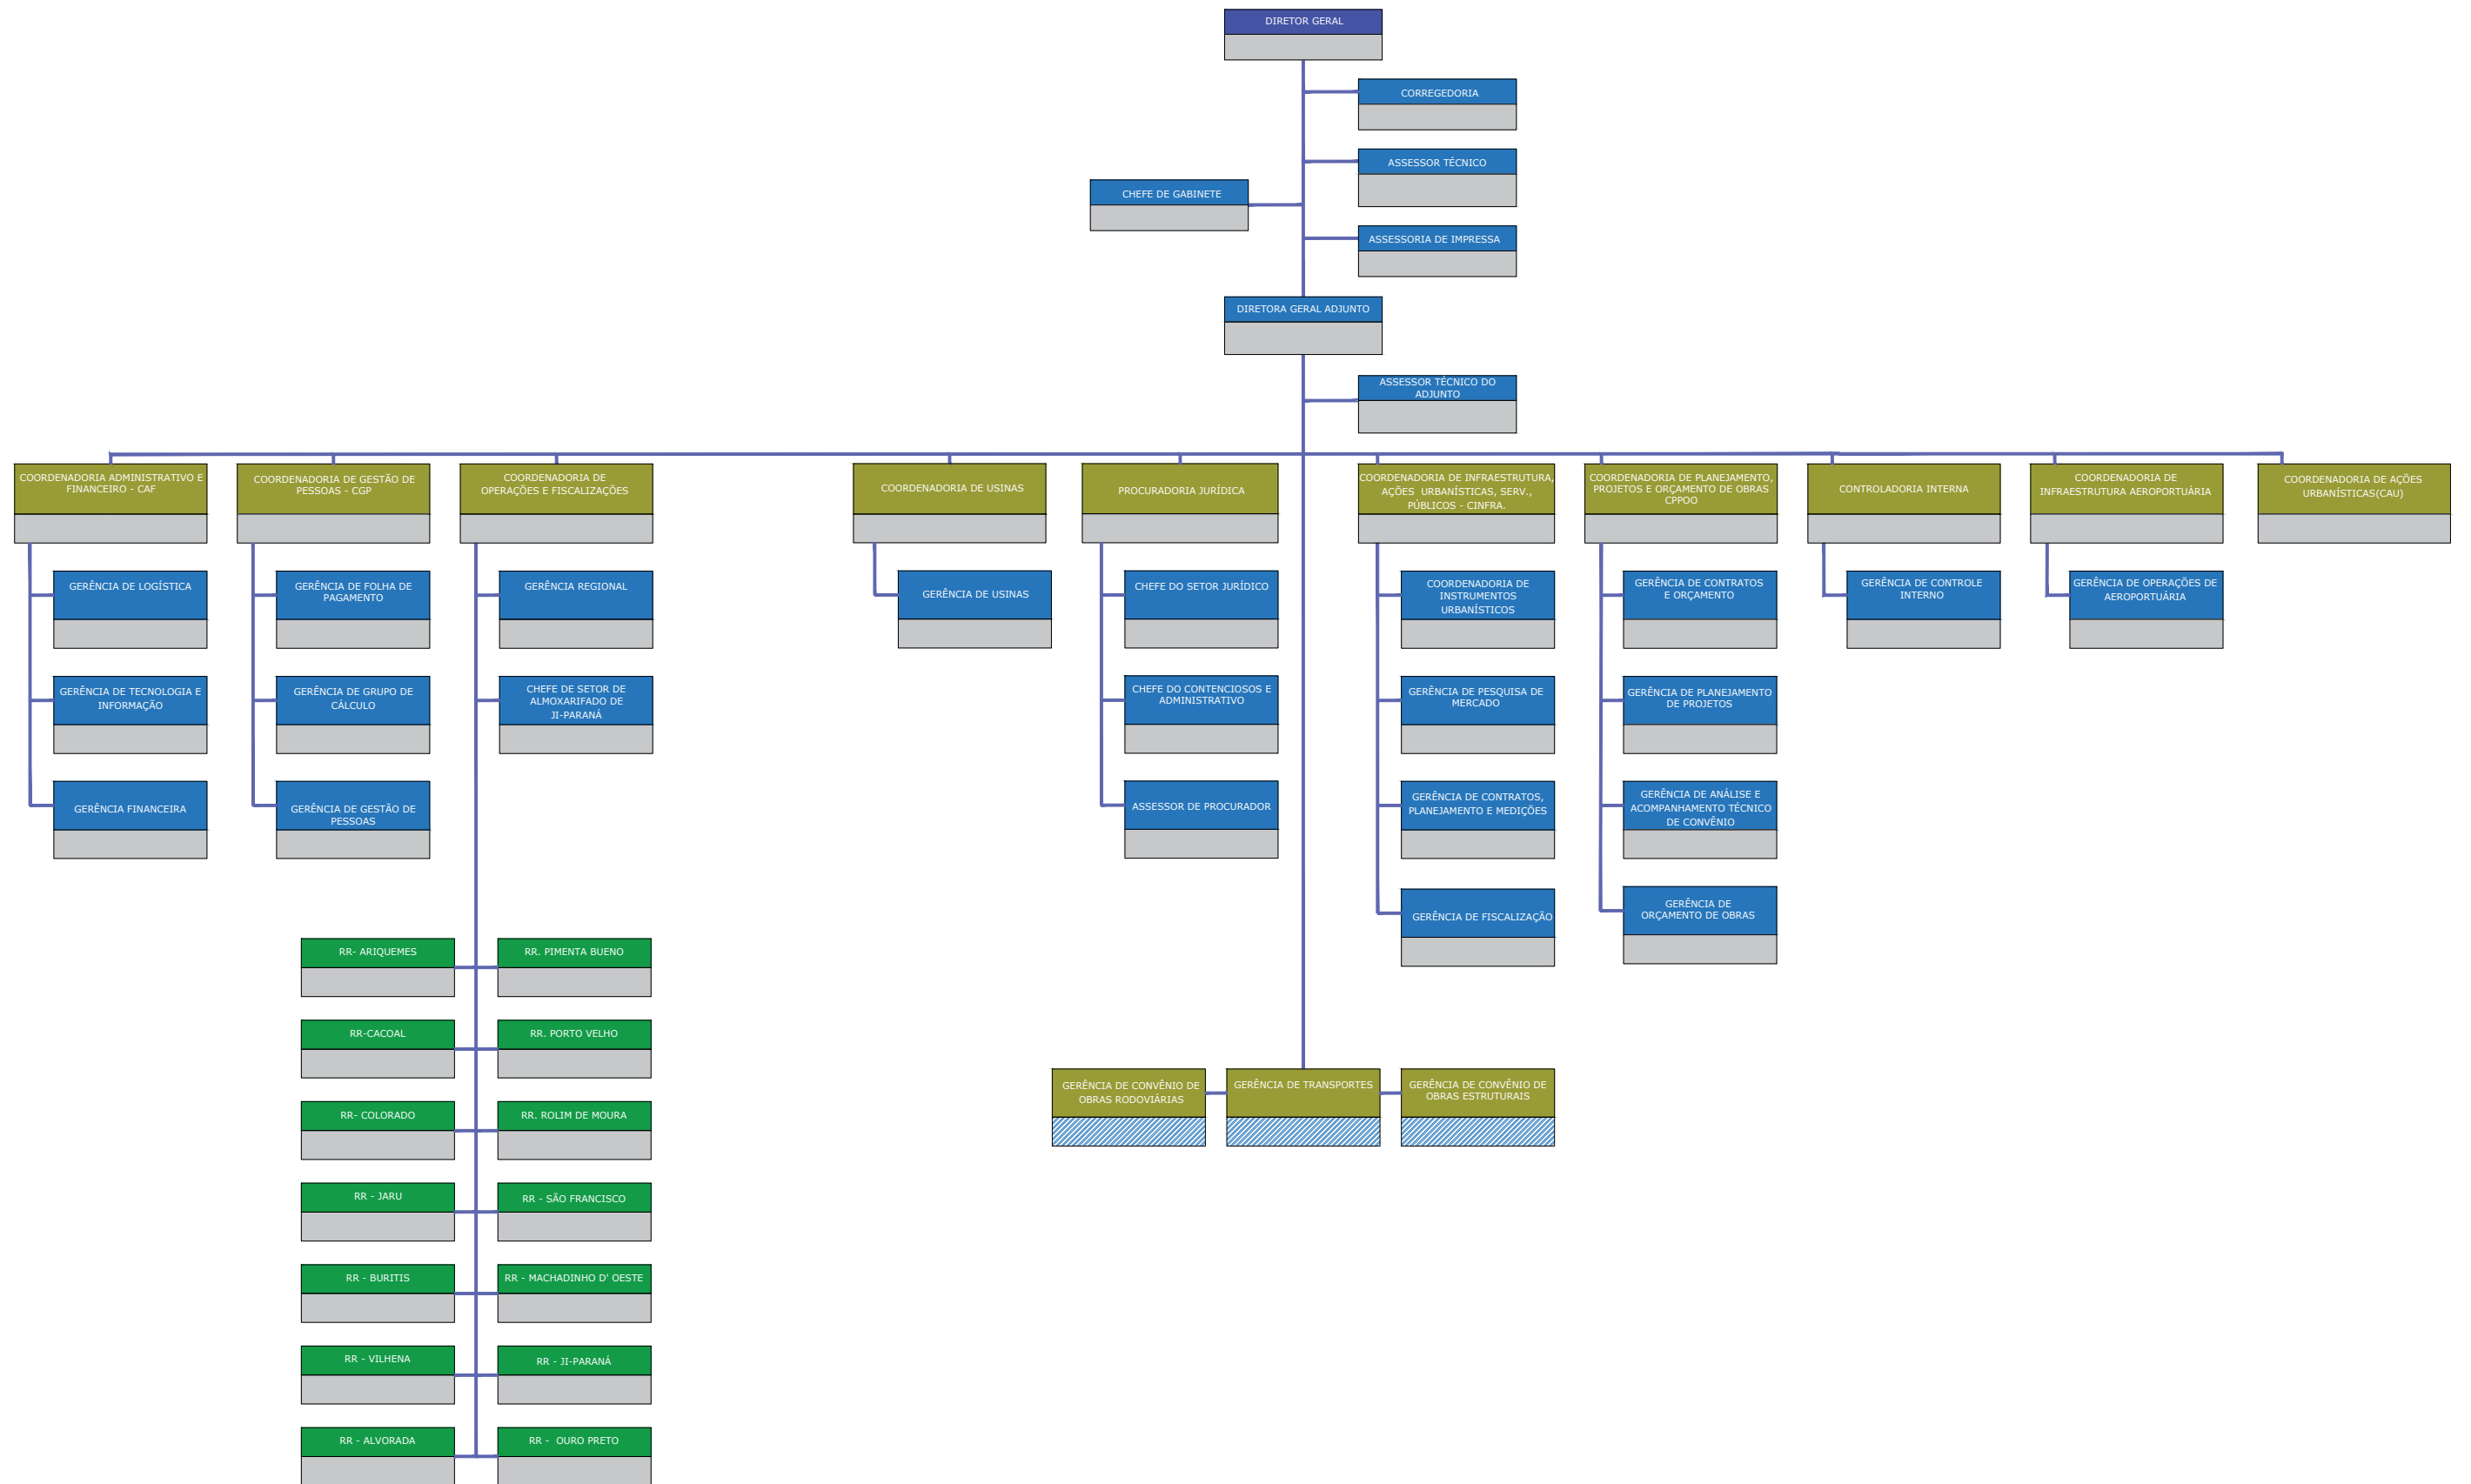 DIRETOR GERAL
CORREGEDORIA
ASSESSOR TÉCNICO
CHEFE DE GABINETE
ASSESSORIA DE IMPRESSA
DIRETORA GERAL ADJUNTO
ASSESSOR TÉCNICO DO
ADJUNTO
COORDENADORIA ADMINISTRATIVO E
FINANCEIRO - CAF
COORDENADORIA DE GESTÃO DE
PESSOAS - CGP
COORDENADORIA DE
OPERAÇÕES E FISCALIZAÇÕES
COORDENADORIA DE USINAS
PROCURADORIA JURÍDICA
COORDENADORIA DE INFRAESTRUTURA,
AÇÕES URBANÍSTICAS, SERV.,
PÚBLICOS - CINFRA.
COORDENADORIA DE PLANEJAMENTO,
PROJETOS E ORÇAMENTO DE OBRAS
CPPOO
CONTROLADORIA INTERNA
COORDENADORIA DE
INFRAESTRUTURA AEROPORTUÁRIA
COORDENADORIA DE AÇÕES
URBANÍSTICAS(CAU)
GERÊNCIA DE LOGÍSTICA
GERÊNCIA DE FOLHA DE
PAGAMENTO
GERÊNCIA REGIONAL
GERÊNCIA DE USINAS
CHEFE DO SETOR JURÍDICO
COORDENADORIA DE
INSTRUMENTOS
URBANÍSTICOS
GERÊNCIA DE CONTRATOS
E ORÇAMENTO
GERÊNCIA DE CONTROLE
INTERNO
GERÊNCIA DE OPERAÇÕES DE
AEROPORTUÁRIA
GERÊNCIA DE TECNOLOGIA E
INFORMAÇÃO
GERÊNCIA DE GRUPO DE
CÁLCULO
CHEFE DE SETOR DE
ALMOXARIFADO DE
JI-PARANÁ
CHEFE DO CONTENCIOSOS E
ADMINISTRATIVO
GERÊNCIA DE PESQUISA DE
MERCADO
GERÊNCIA DE PLANEJAMENTO
DE PROJETOS
GERÊNCIA FINANCEIRA
GERÊNCIA DE GESTÃO DE
PESSOAS
ASSESSOR DE PROCURADOR
GERÊNCIA DE CONTRATOS,
PLANEJAMENTO E MEDIÇÕES
GERÊNCIA DE ANÁLISE E
ACOMPANHAMENTO TÉCNICO
DE CONVÊNIO
GERÊNCIA DE FISCALIZAÇÃO
GERÊNCIA DE
ORÇAMENTO DE OBRAS
RR- ARIQUEMES
RR. PIMENTA BUENO
RR-CACOAL
RR. PORTO VELHO
GERÊNCIA DE CONVÊNIO DE
OBRAS RODOVIÁRIAS
GERÊNCIA DE TRANSPORTES
GERÊNCIA DE CONVÊNIO DE
OBRAS ESTRUTURAIS
RR- COLORADO
RR. ROLIM DE MOURA
RR - JARU
RR - SÃO FRANCISCO
RR - BURITIS
RR - MACHADINHO D' OESTE
RR - VILHENA
RR - JI-PARANÁ
RR - ALVORADA
RR - OURO PRETO